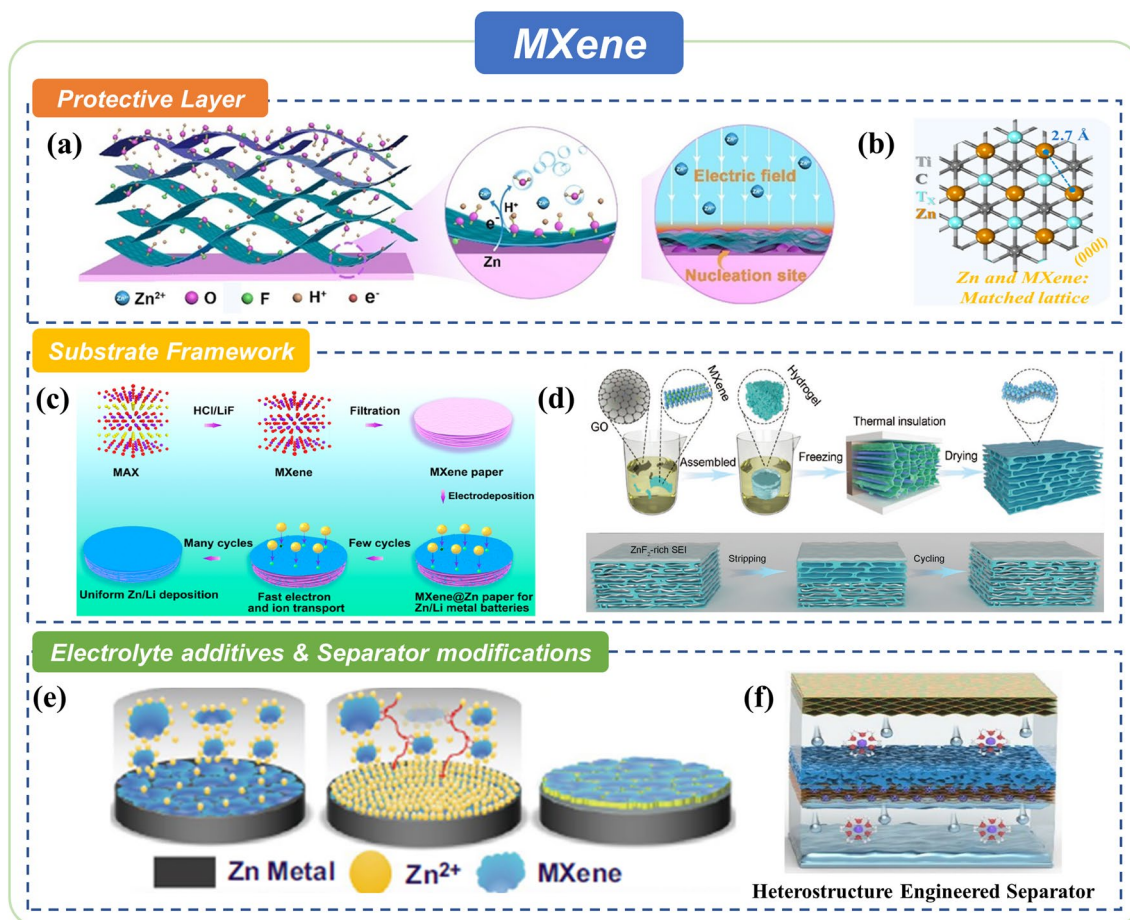 MXene
Protective Layer
(a)
H⁺
e⁻
Zn
Electric field
Nucleation site
Zn²⁺
O
F
H⁺
e⁻
(b)
2.7 Å
Ti
C
Tₓ
Zn
(000l)
Zn and MXene:
Matched lattice
Substrate Framework
(c)
HCl/LiF
Filtration
MAX
MXene
MXene paper
Electrodeposition
Many cycles
Few cycles
Uniform Zn/Li deposition
Fast electron
and ion transport
MXene@Zn paper for
Zn/Li metal batteries
(d)
GO
MXene
Hydrogel
Assembled
Freezing
Thermal insulation
Drying
ZnF₂-rich SEI
Stripping
Cycling
Electrolyte additives & Separator modifications
(e)
Zn Metal
Zn²⁺
MXene
(f)
Heterostructure Engineered Separator